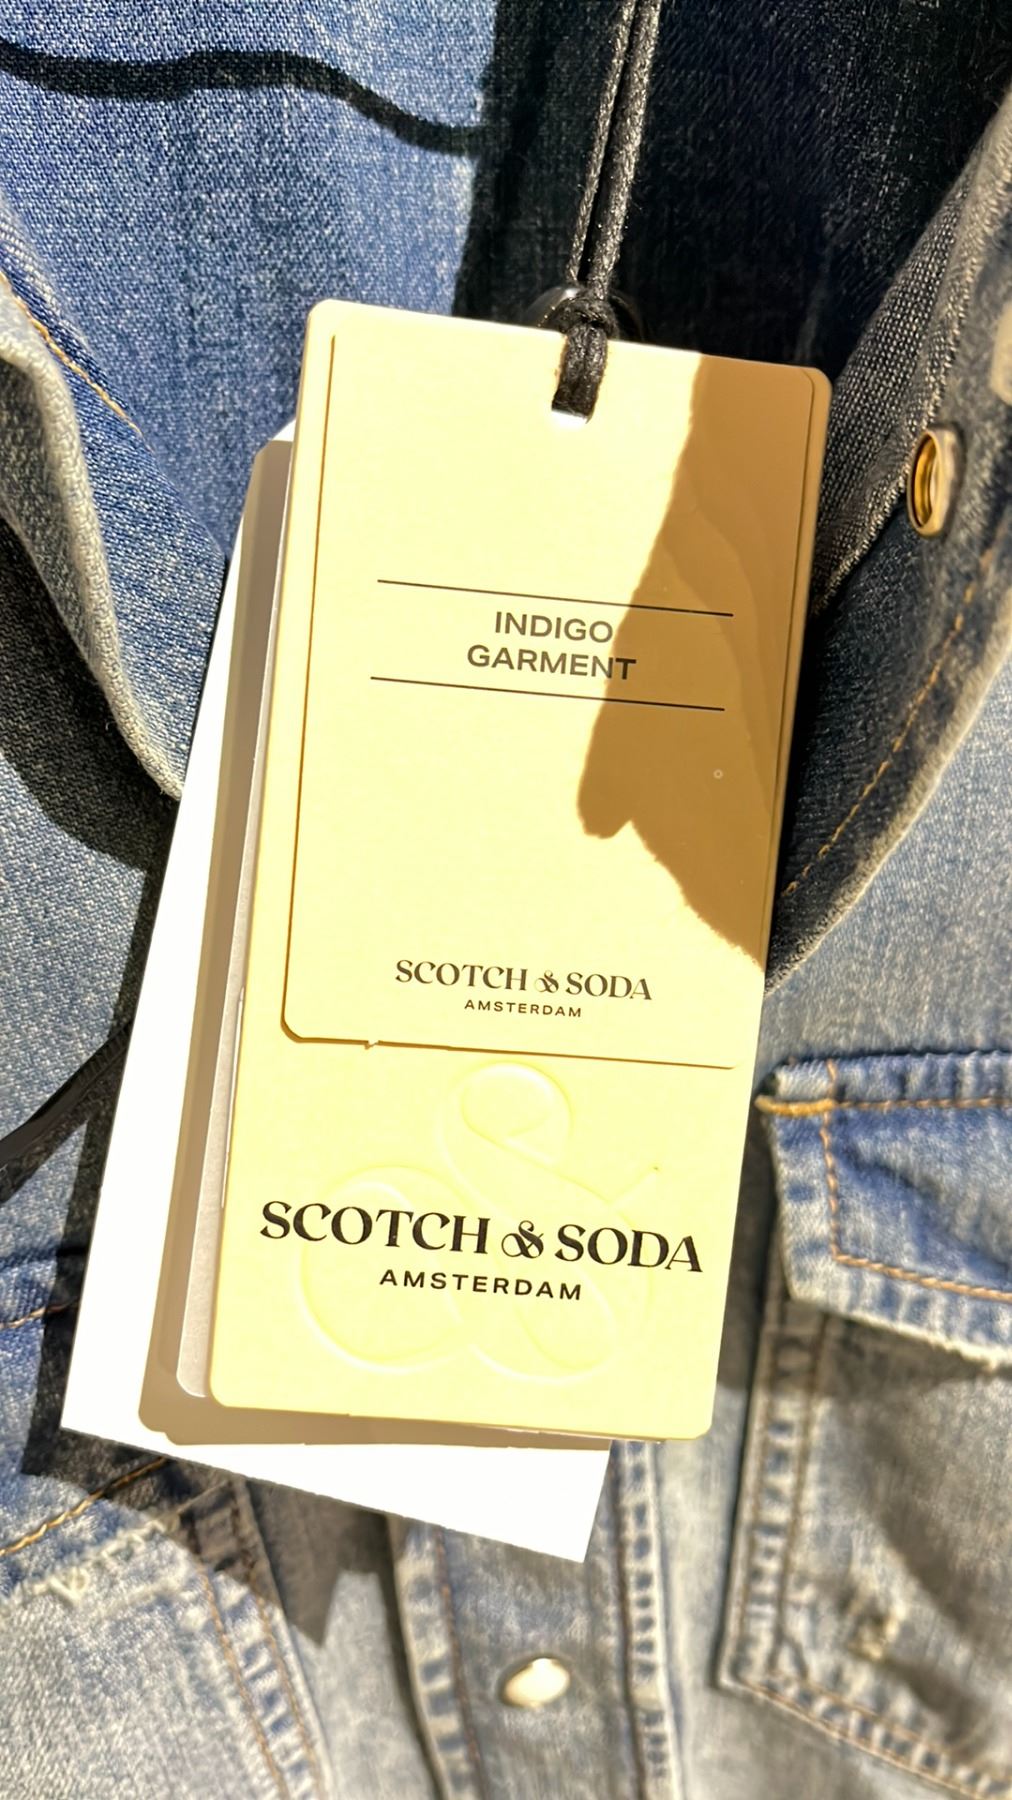 INDIGO
GARMENT
SCOTCH & SODA
AMSTERDAM
SCOTCH & SODA
AMSTERDAM